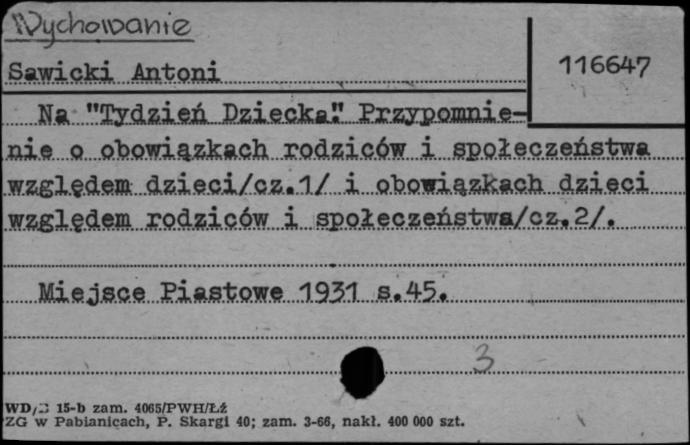 Wychowanie
Sawicki Antoni
116647
Na "Tydzień Dziecka". Przypomnie-
nie o obowiązkach rodziców i społeczeństwa
względem dzieci/cz.1/ i obowiązkach dzieci
względem rodziców i społeczeństwa/cz.2/.
Miejsce Piastowe 1931 s.45.
3
15-b zam. 4065/PWH/Łź
ZG w Pabianicach, P. Skargi 40; zam. 3-66, nakł. 400 000 szt.